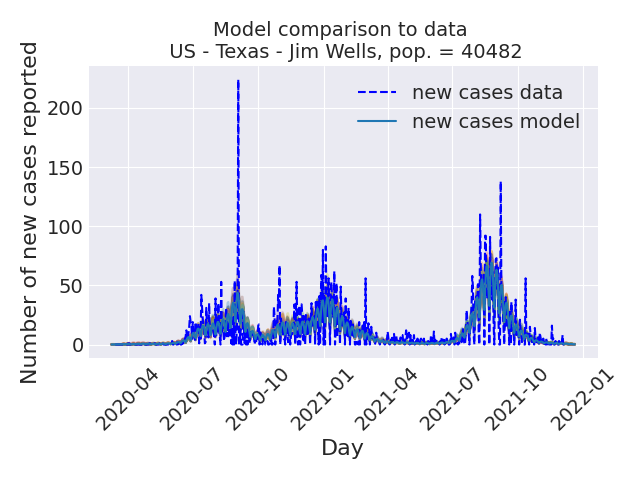 Model comparison to data
US - Texas - Jim Wells, pop. = 40482
new cases data
new cases model
Number of new cases reported
200
150
100
50
0
2020-04
2020-07
2020-10
2021-01
2021-04
2021-07
2021-10
2022-01
Day